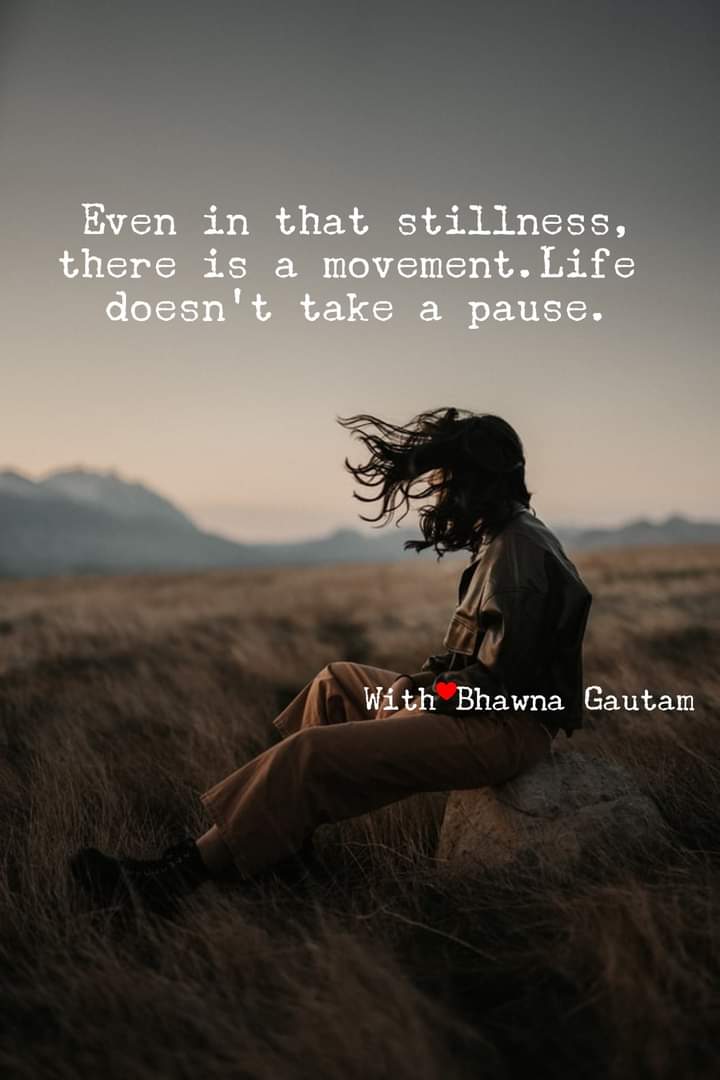 Even in that stillness,
there is a movement.Life
doesn't take a pause.
With❤Bhawna Gautam